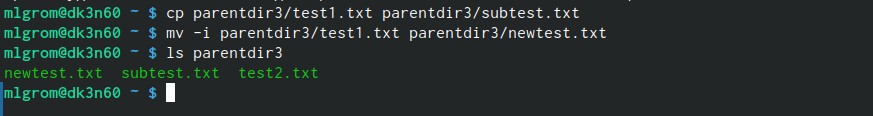 mlgrom@dk3n60 ~ $ cp parentdir3/test1.txt parentdir3/subtest.txt
mlgrom@dk3n60 ~ $ mv -i parentdir3/test1.txt parentdir3/newtest.txt
mlgrom@dk3n60 ~ $ ls parentdir3
newtest.txt  subtest.txt  test2.txt
mlgrom@dk3n60 ~ $